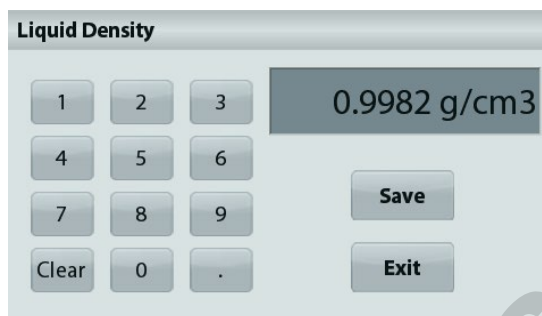 Liquid Density
1 2 3 0.9982 g/cm3
4 5 6
Save
7 8 9
Clear 0 . Exit